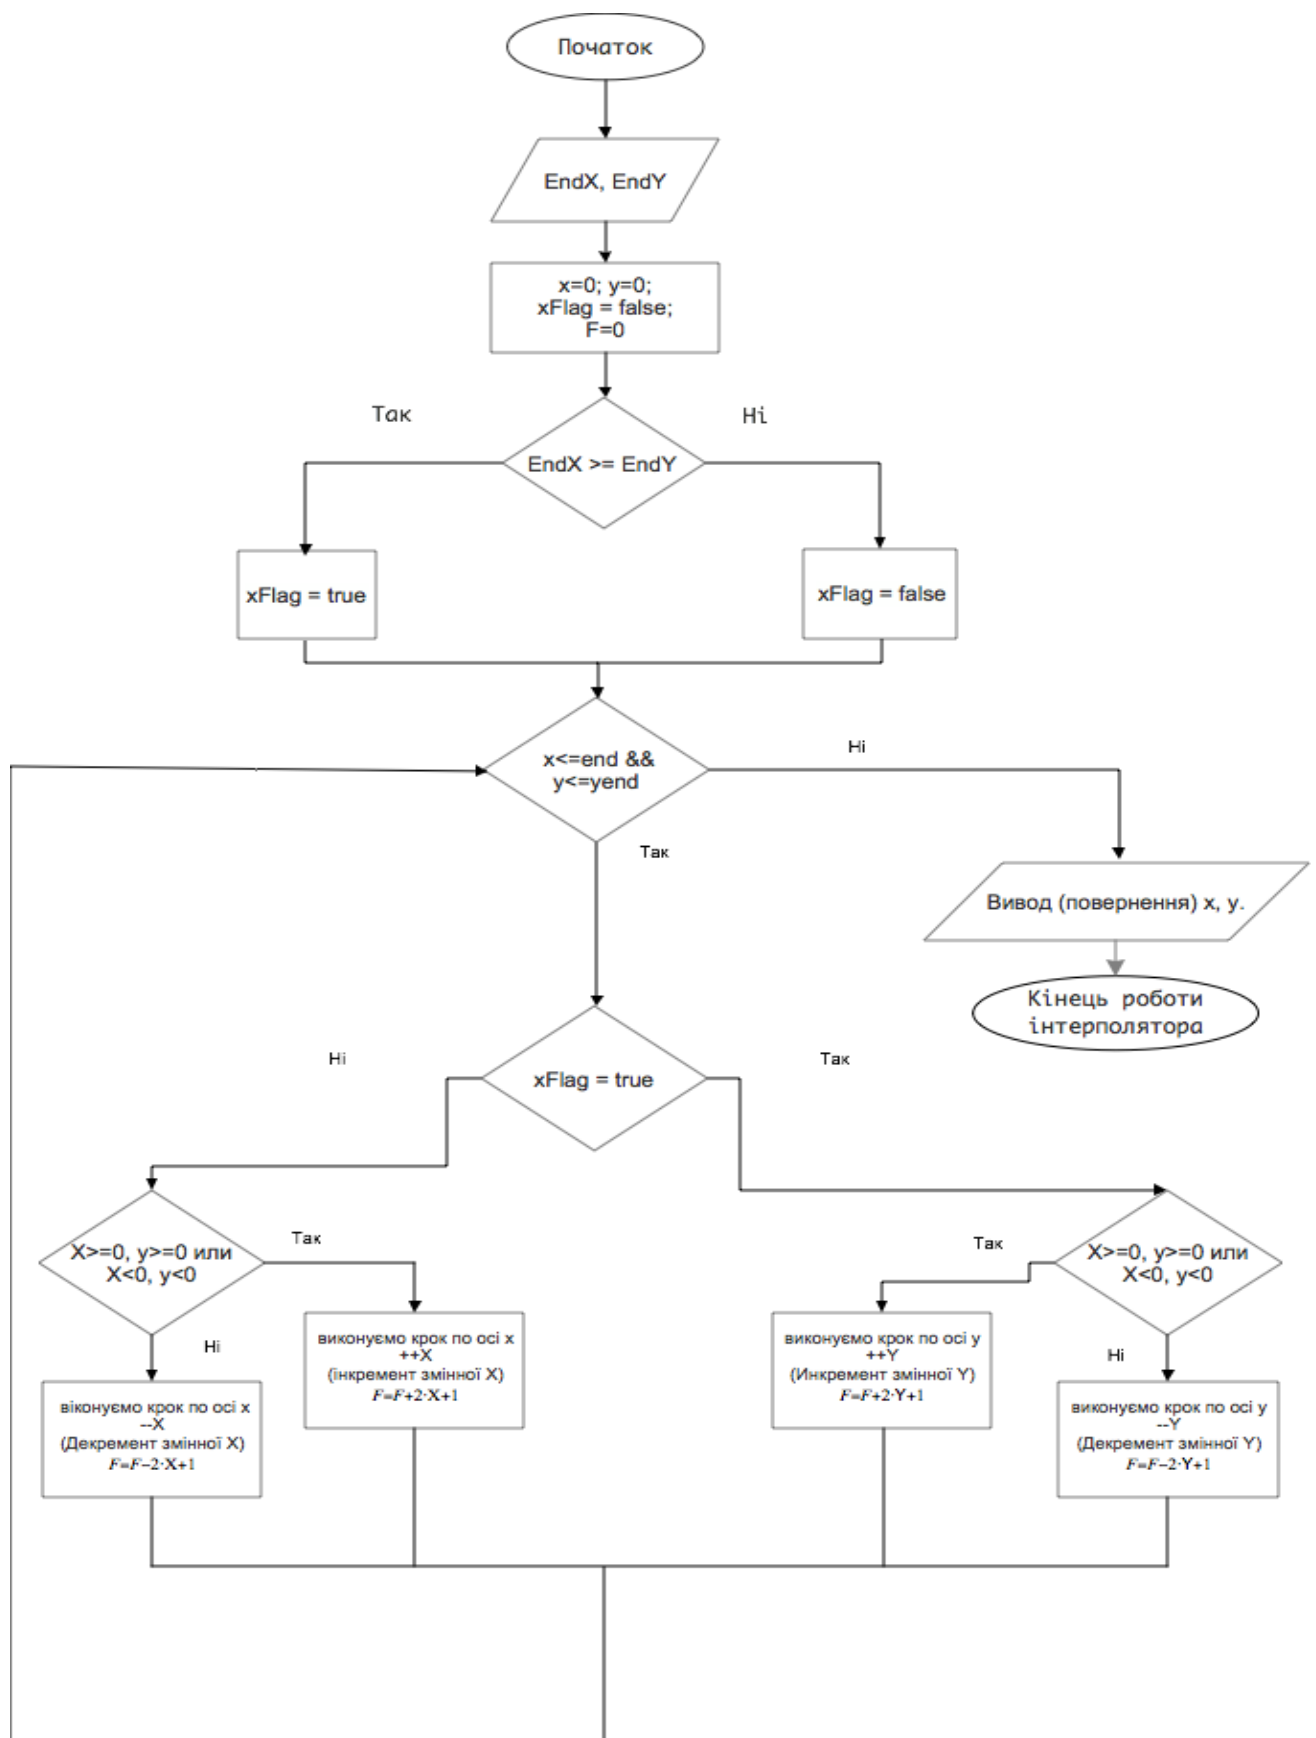 Початок
EndX, EndY
x=0; y=0;
xFlag = false;
F=0
Так
Ні
EndX >= EndY
xFlag = true
xFlag = false
x<=end &&
y<=yend
Ні
Так
Вивод (повернення) x, y.
Кінець роботи
інтерполятора
Ні
Так
xFlag = true
X>=0, y>=0 или
X<0, y<0
Так
Ні
виконуємо крок по осі x
++X
(інкремент змінної X)
F=F+2·X+1
віконуємо крок по осі x
--X
(Декремент змінної X)
F=F−2·X+1
Так
X>=0, y>=0 или
X<0, y<0
Ні
виконуємо крок по осі y
++Y
(Инкремент змінної Y)
F=F+2·Y+1
виконуємо крок по осі y
--Y
(Декремент змінної Y)
F=F−2·Y+1